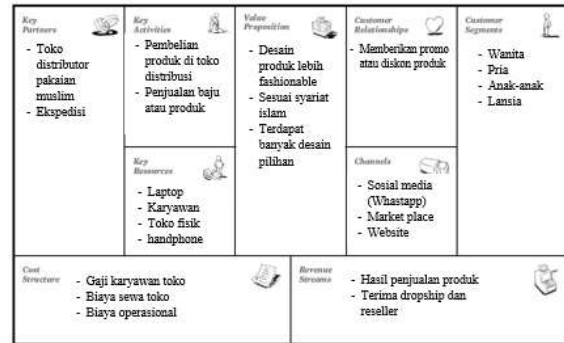 Key
Partners
- Toko
distributor
pakaian
muslim
- Ekspedisi
Key
Activities
- Pembelian
produk di toko
distribusi
- Penjualan baju
atau produk
Key
Resources
- Laptop
- Karyawan
- Toko fisik
- handphone
Value
Proposition
- Desain
produk lebih
fashionable
- Sesuai syariat
islam
- Terdapat
banyak desain
pilihan
Customer
Relationships
- Memberikan promo
atau diskon produk
Channels
- Sosial media
(Whastapp)
- Market place
- Website
Customer
Segments
- Wanita
- Pria
- Anak-anak
- Lansia
Cost
Structure
- Gaji karyawan toko
- Biaya sewa toko
- Biaya operasional
Revenue
Streams
- Hasil penjualan produk
- Terima dropship dan
reseller